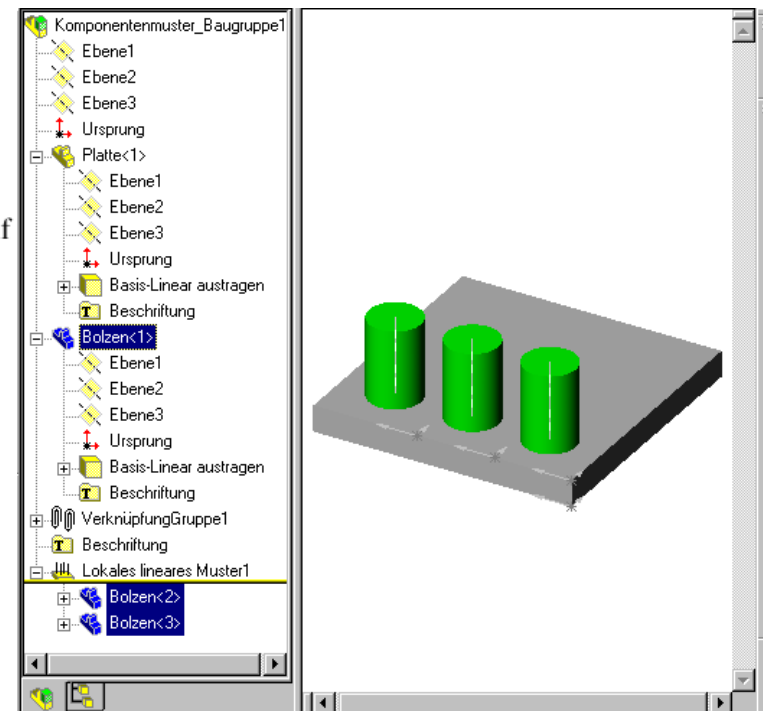 Komponentenmuster_Baugruppe1
Ebene1
Ebene2
Ebene3
Ursprung
Platte<1>
Ebene1
Ebene2
f
Ebene3
Ursprung
Basis-Linear austragen
T Beschriftung
Bolzen<1>
Ebene1
Ebene2
Ebene3
Ursprung
Basis-Linear austragen
T Beschriftung
VerknüpfungGruppe1
T Beschriftung
Lokales lineares Muster1
Bolzen<2>
Bolzen<3>